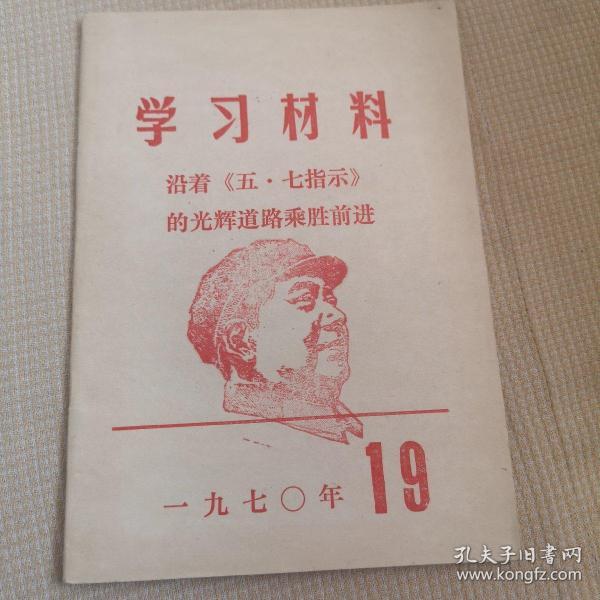 学习材料
沿着《五·七指示》
的光辉道路乘胜前进
一九七〇年
19
孔夫子旧书网
www.kongfz.com